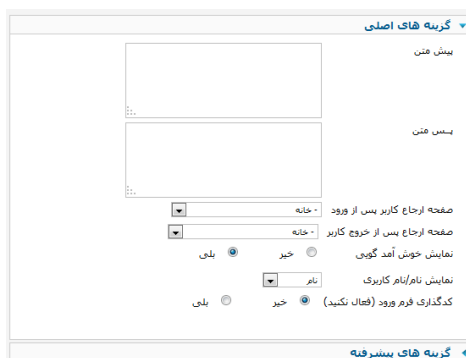 گزینه های اصلی
پیش متن
پـس متن
صفحه ارجاع کاربر پس از ورود - خانه
صفحه ارجاع پس از خروج کاربر - خانه
نمایش خوش آمد گویی خیر بلی
نمایش نام/نام کاربری نام
کدگذاری فرم ورود (فعال نکنید) خیر بلی
گزینه های پیشرفته